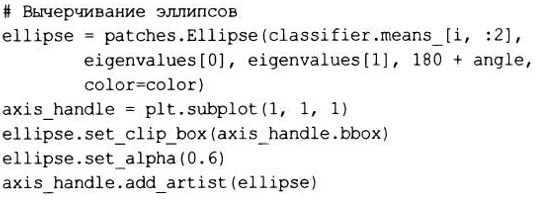 # Вычерчивание эллипсов
ellipse = patches.Ellipse(classifier.means_[i, :2],
eigenvalues[0], eigenvalues[1], 180 + angle,
color=color)
axis_handle = plt.subplot(1, 1, 1)
ellipse.set_clip_box(axis_handle.bbox)
ellipse.set_alpha(0.6)
axis_handle.add_artist(ellipse)